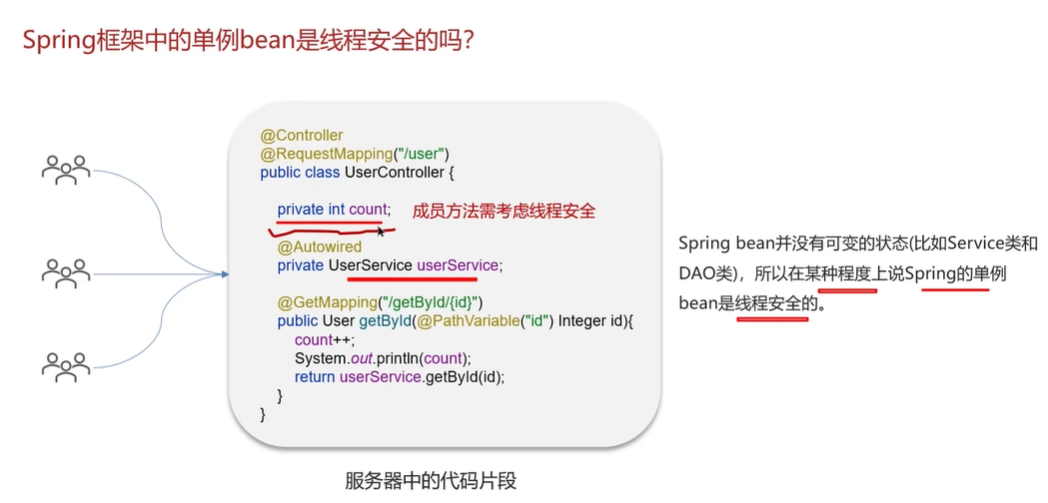 Spring框架中的单例bean是线程安全的吗?
@Controller
@RequestMapping("/user")
public class UserController {
private int count; 成员方法需考虑线程安全
@Autowired
private UserService userService;
@GetMapping("/getById/{id}")
public User getById(@PathVariable("id") Integer id){
count++;
System.out.println(count);
return userService.getById(id);
}
}
Spring bean并没有可变的状态(比如Service类和
DAO类)，所以在某种程度上说Spring的单例
bean是线程安全的。
服务器中的代码片段